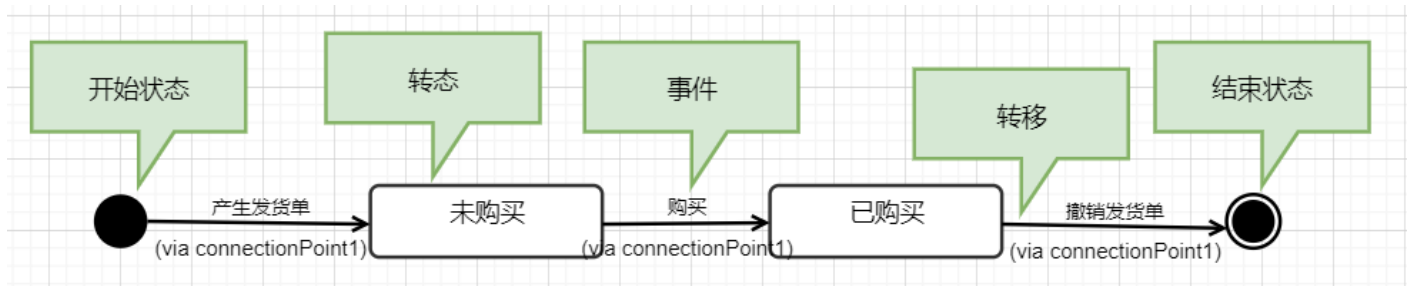 开始状态
转态
事件
转移
结束状态
产生发货单
(via connectionPoint1)
未购买
购买
(via connectionPoint1)
已购买
撤销发货单
(via connectionPoint1)